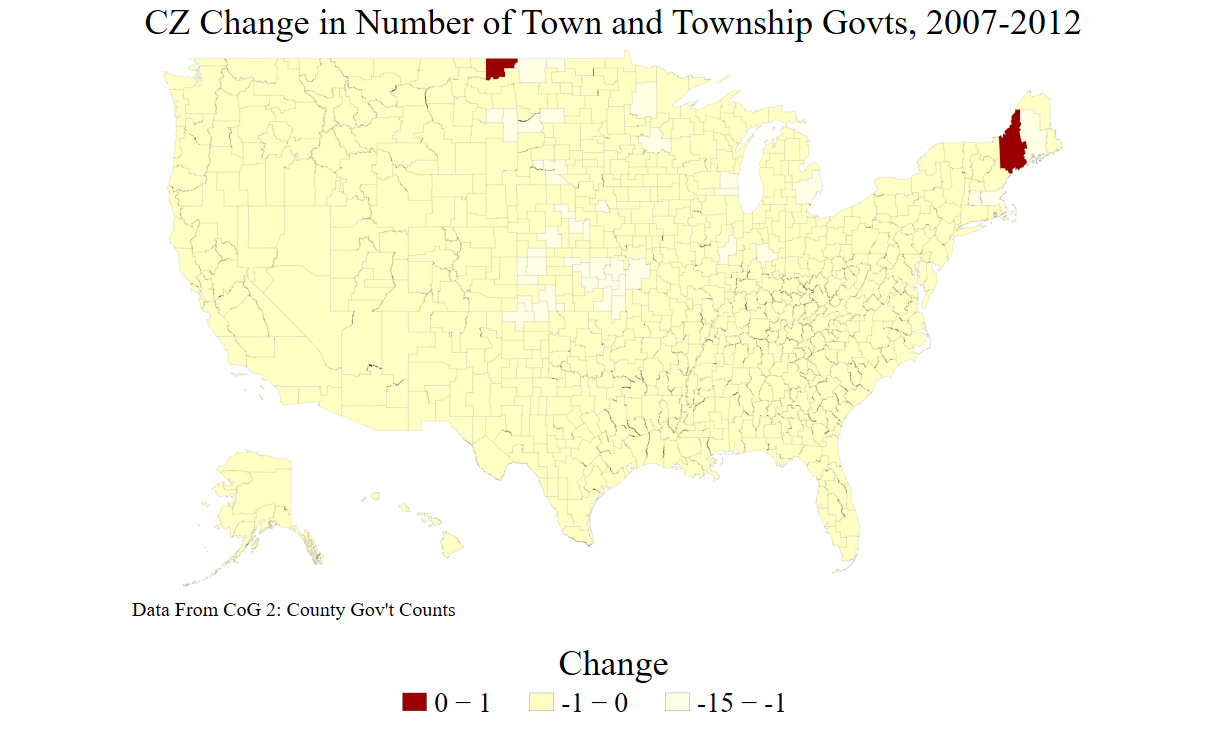 CZ Change in Number of Town and Township Govts, 2007-2012
Data From CoG 2: County Gov't Counts
Change
0 − 1 -1 − 0 -15 − -1